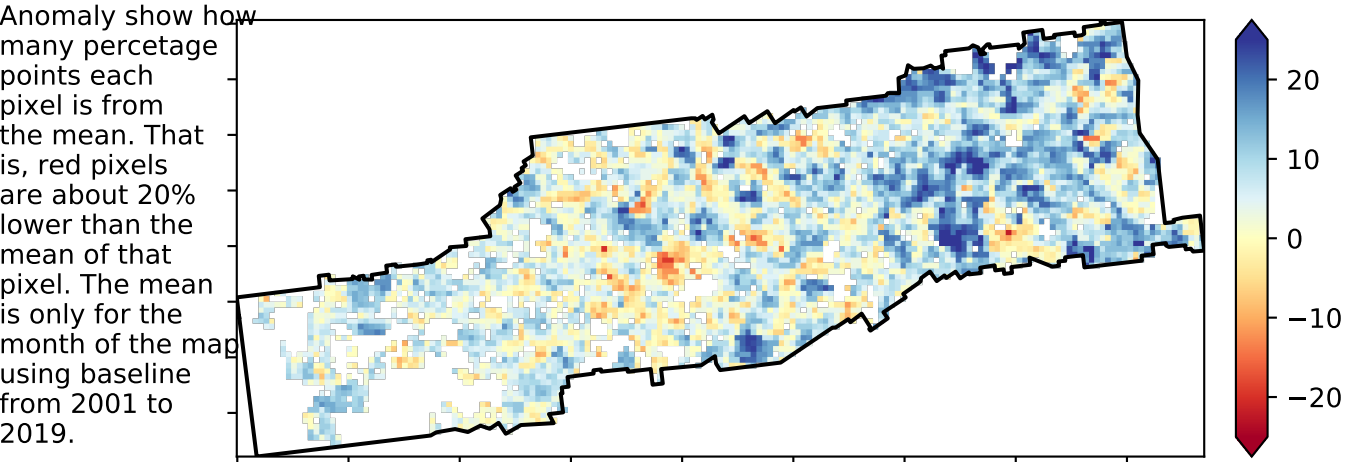 Anomaly show how
many percetage
points each
pixel is from
the mean. That
is, red pixels
are about 20%
lower than the
mean of that
pixel. The mean
is only for the
month of the map
using baseline
from 2001 to
2019.
20
10
0
−10
−20